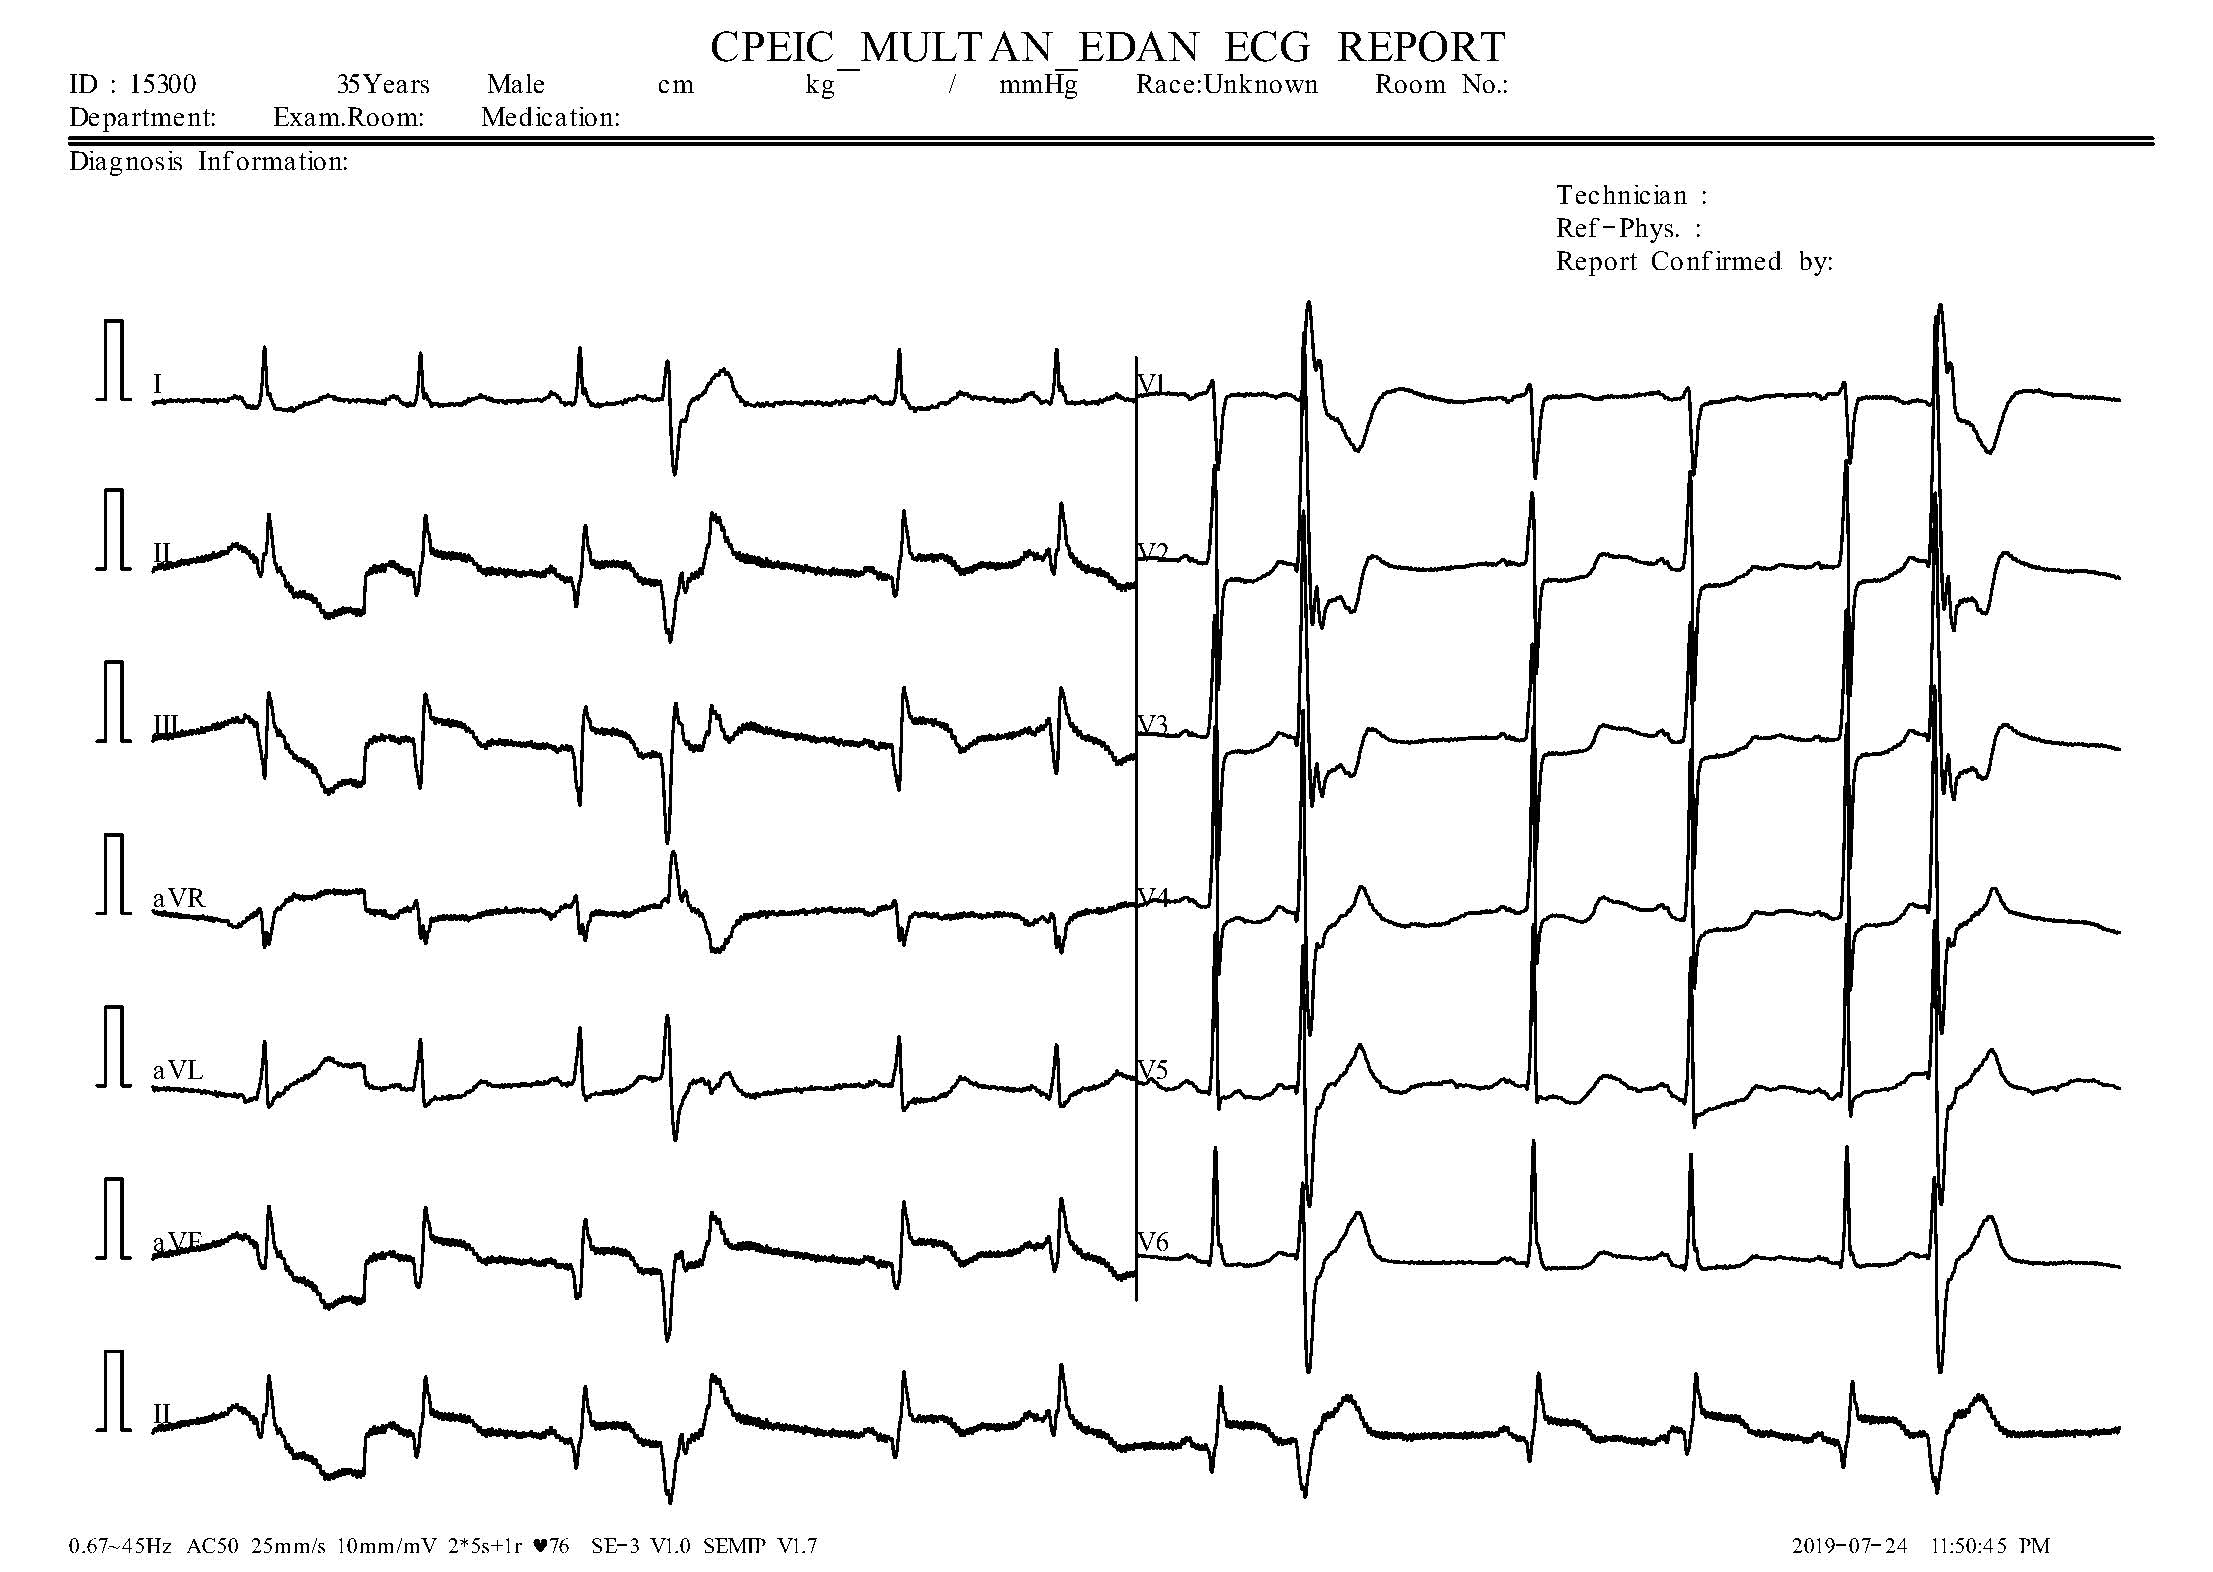 CPEIC_MULTAN_EDAN ECG REPORT
ID : 15300 35Years Male cm kg / mmHg Race:Unknown Room No.:
Department: Exam.Room: Medication:
Diagnosis Information:
Technician :
Ref-Phys. :
Report Confirmed by:
I V1
II V2
III V3
aVR V4
aVL V5
aVF V6
II
0.67~45Hz AC50 25mm/s 10mm/mV 2*5s+1r ♥76 SE-3 V1.0 SEMIP V1.7 2019-07-24 11:50:45 PM